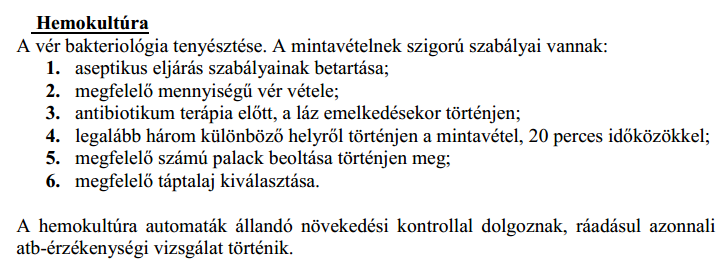 Hemokultúra
A vér bakteriológia tenyésztése. A mintavételnek szigorú szabályai vannak:
1. aseptikus eljárás szabályainak betartása;
2. megfelelő mennyiségű vér vétele;
3. antibiotikum terápia előtt, a láz emelkedésekor történjen;
4. legalább három különböző helyről történjen a mintavétel, 20 perces időközökkel;
5. megfelelő számú palack beoltása történjen meg;
6. megfelelő táptalaj kiválasztása.
A hemokultúra automaták állandó növekedési kontrollal dolgoznak, ráadásul azonnali
atb-érzékenységi vizsgálat történik.